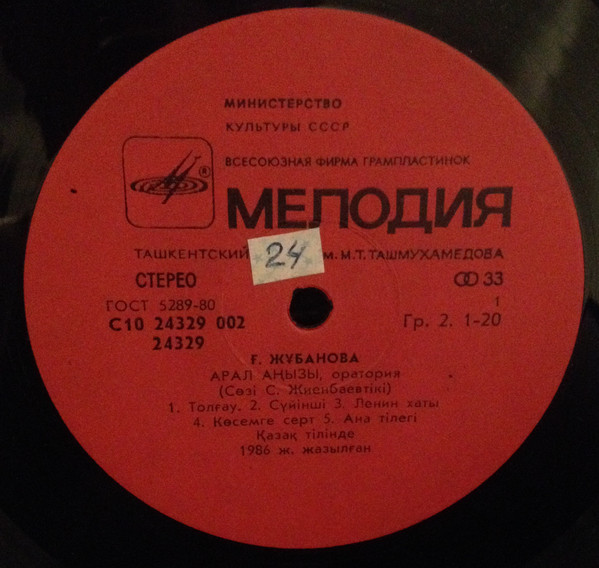 МИНИСТЕРСТВО
КУЛЬТУРЫ СССР
ВСЕСОЮЗНАЯ ФИРМА ГРАМПЛАСТИНОК
®
МЕЛОДИЯ
ТАШКЕНТСКИЙ М. М.Т. ТАШМУХАМЕДОВА
24
СТЕРЕО 33
ГОСТ 5289-80 1
С10 24329 002 Гр. 2. 1-20
24329
Ғ. ЖУБАНОВА
АРАЛ АҢЫЗЫ, оратория
(Сөзі С. Жиенбаевтікі)
1. Толғау. 2. Сүйінші 3. Ленин хаты
4. Көсемге серт 5. Ана тілегі
Қазақ тілінде
1986 ж. жазылған